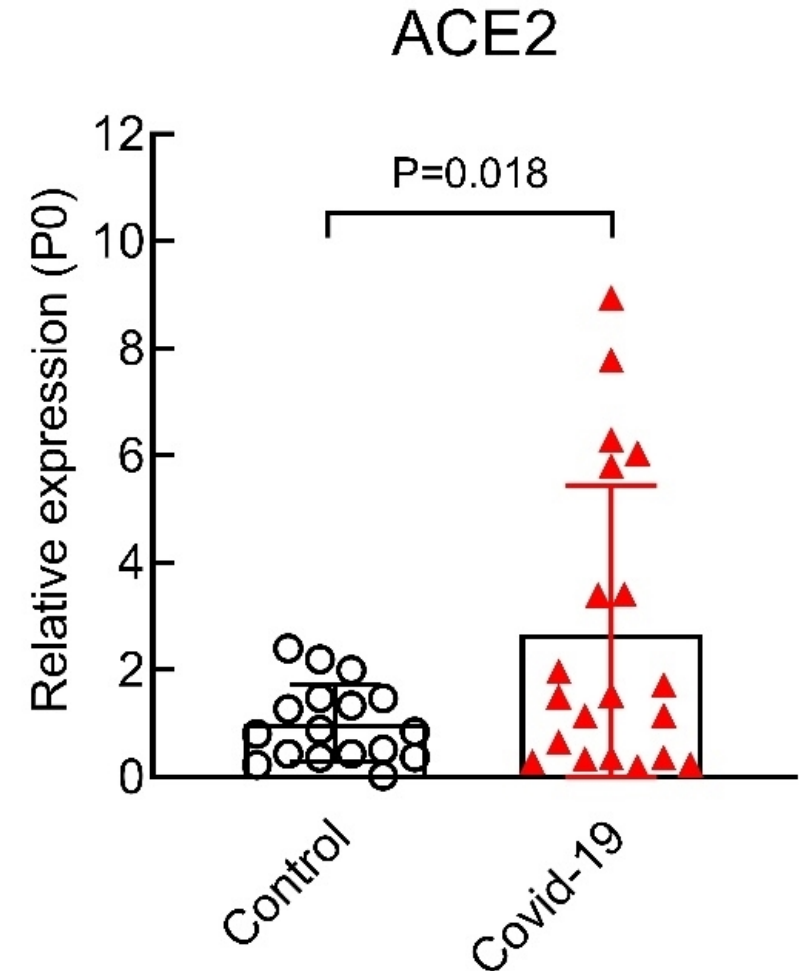 ACE2
12
P=0.018
10
8
6
4
2
0
Relative expression (P0)
Control
Covid-19